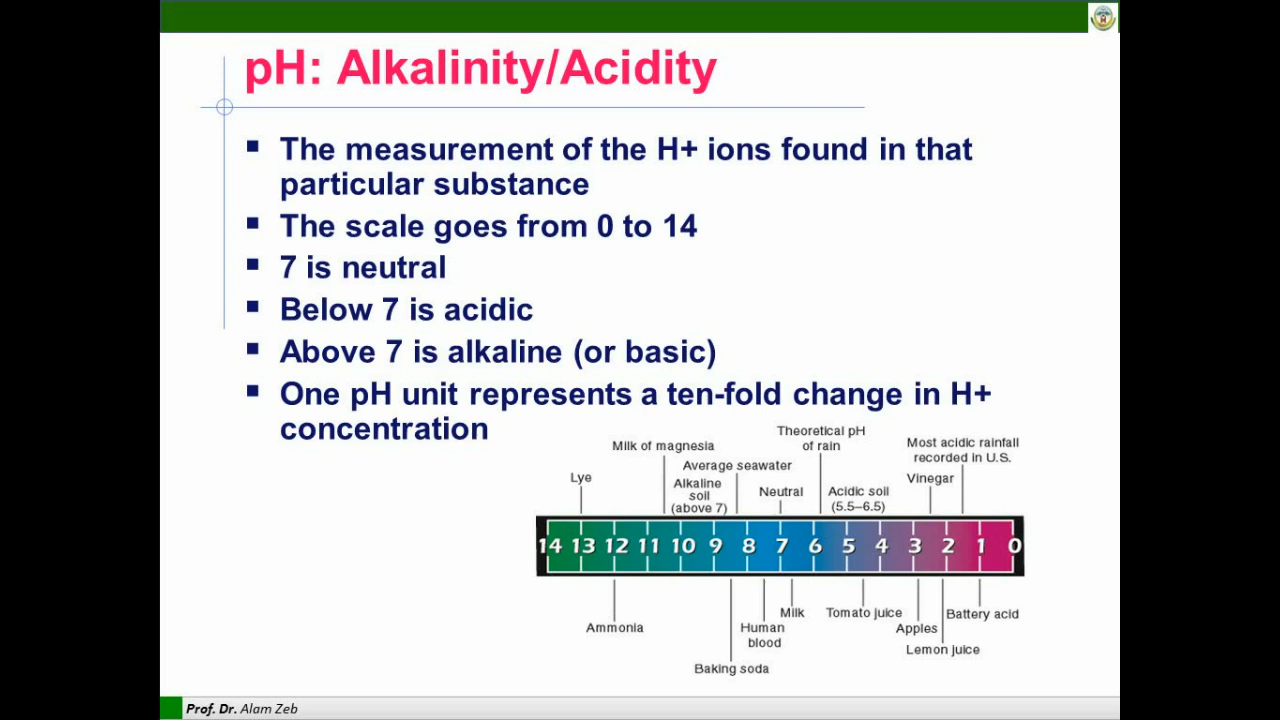 pH: Alkalinity/Acidity
The measurement of the H+ ions found in that
particular substance
The scale goes from 0 to 14
7 is neutral
Below 7 is acidic
Above 7 is alkaline (or basic)
One pH unit represents a ten-fold change in H+
concentration
Theoretical pH
of rain
Milk of magnesia
Most acidic rainfall
recorded in U.S.
Average seawater
Lye
Alkaline
soil
(above 7)
Neutral
Acidic soil
(5.5–6.5)
Vinegar
14 13 12 11 10 9 8 7 6 5 4 3 2 1 0
Ammonia
Baking soda
Human
blood
Milk
Tomato juice
Apples
Lemon juice
Battery acid
Prof. Dr. Alam Zeb